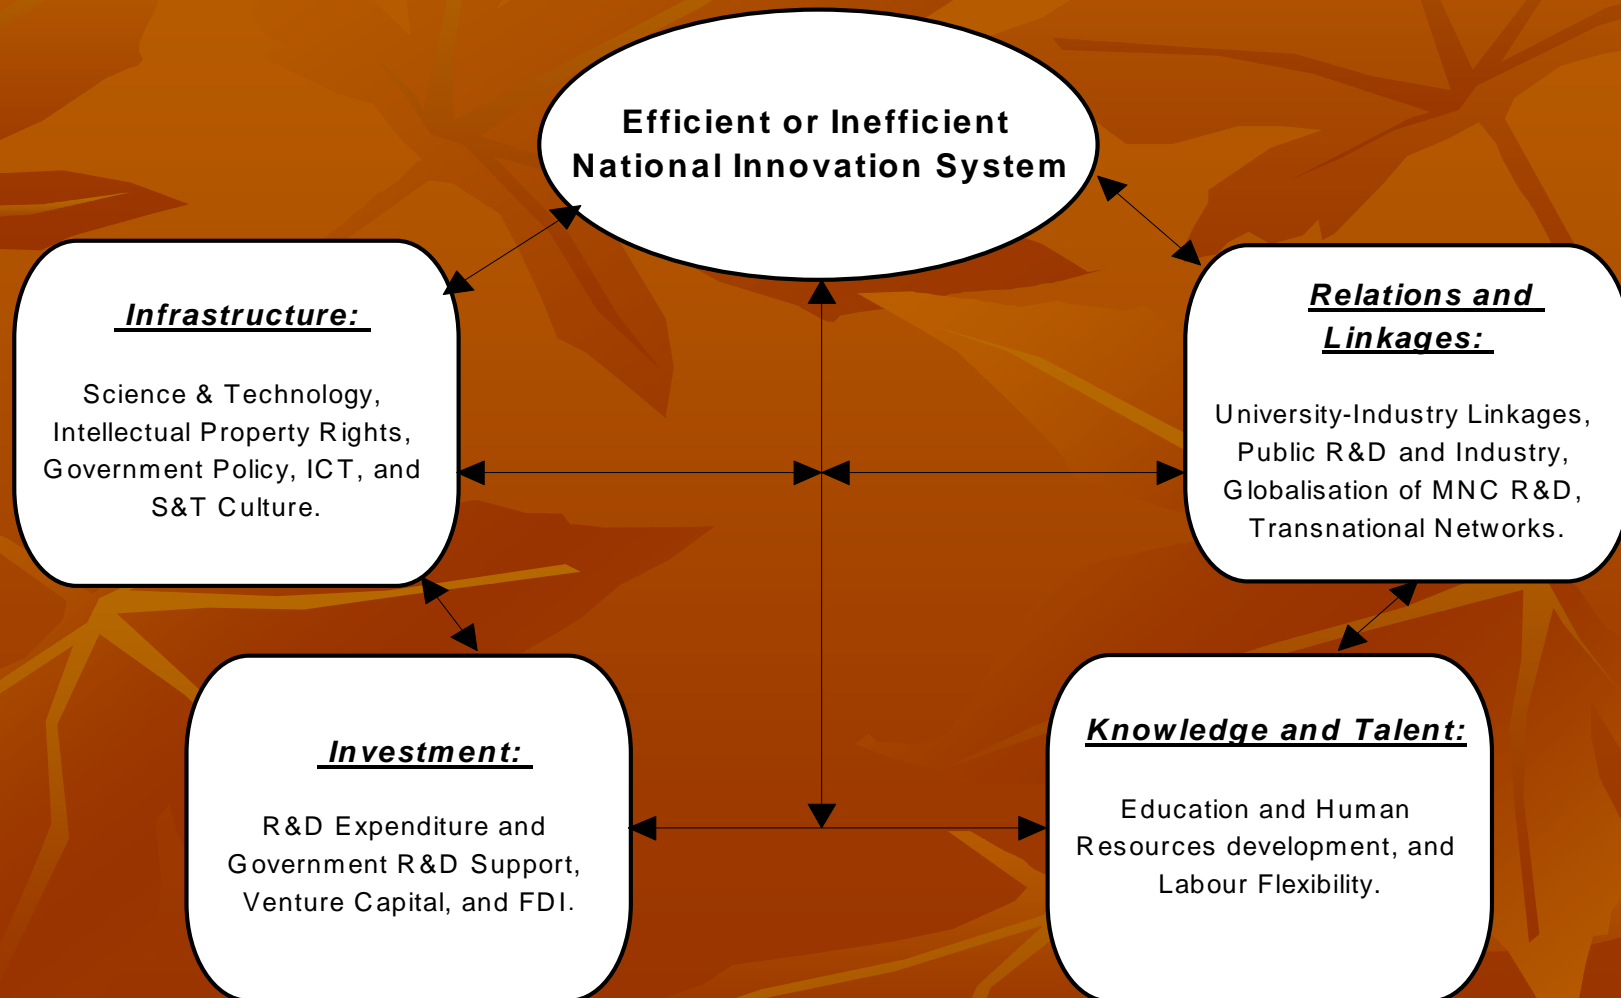 Efficient or Inefficient
National Innovation System
Infrastructure:
Science & Technology,
Intellectual Property Rights,
Government Policy, ICT, and
S&T Culture.
Relations and
Linkages:
University-Industry Linkages,
Public R&D and Industry,
Globalisation of MNC R&D,
Transnational Networks.
Investment:
R&D Expenditure and
Government R&D Support,
Venture Capital, and FDI.
Knowledge and Talent:
Education and Human
Resources development, and
Labour Flexibility.